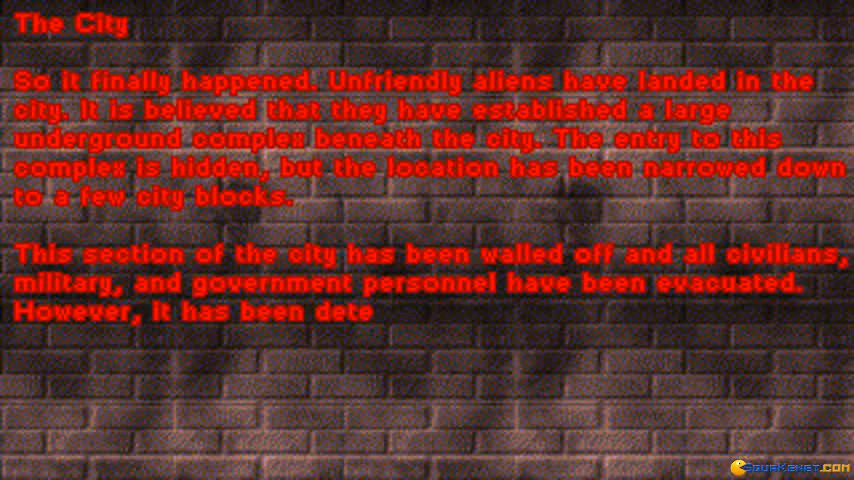 The City
So it finally happened. Unfriendly aliens have landed in the
city. It is believed that they have established a large
underground complex beneath the city. The entry to this
complex is hidden, but the location has been narrowed down
to a few city blocks.
This section of the city has been walled off and all civilians,
military, and government personnel have been evacuated.
However, it has been dete
SquaKenet.com